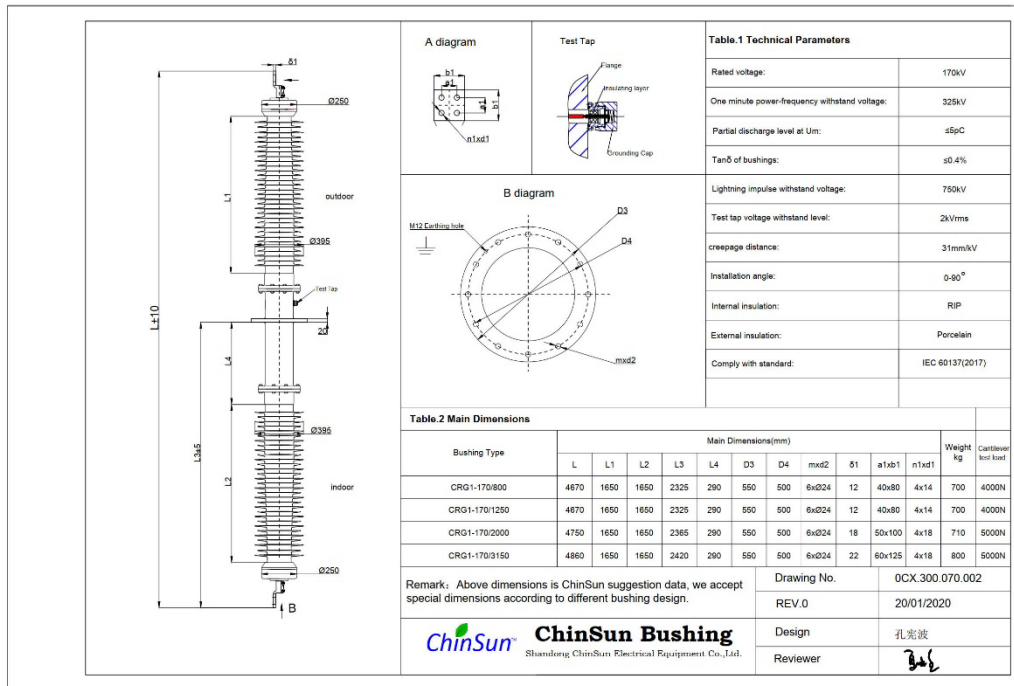 δ1
Ø250
L1
outdoor
Ø395
Test Tap
L±10
20
L4
L3±5
Ø395
L2
indoor
Ø250
B
A diagram
b1
a1
a1
b1
n1xd1
Test Tap
Flange
Insulating layor
Grounding Cap
B diagram
M12 Earthing hole
D3
D4
mxd2
Table.1 Technical Parameters
Rated voltage: 170kV
One minute power-frequency withstand voltage: 325kV
Partial discharge level at Um: ≤5pC
Tanδ of bushings: ≤0.4%
Lightning impulse withstand voltage: 750kV
Test tap voltage withstand level: 2kVrms
creepage distance: 31mm/kV
Installation angle: 0-90°
Internal insulation: RIP
External insulation: Porcelain
Comply with standard: IEC 60137(2017)
Table.2 Main Dimensions
Bushing Type Main Dimensions(mm) Weight kg Cantilever test load
L L1 L2 L3 L4 D3 D4 mxd2 δ1 a1xb1 n1xd1
CRG1-170/800 4670 1650 1650 2325 290 550 500 6xØ24 12 40x80 4x14 700 4000N
CRG1-170/1250 4670 1650 1650 2325 290 550 500 6xØ24 12 40x80 4x14 700 4000N
CRG1-170/2000 4750 1650 1650 2365 290 550 500 6xØ24 18 50x100 4x18 710 5000N
CRG1-170/3150 4860 1650 1650 2420 290 550 500 6xØ24 22 60x125 4x18 800 5000N
Remark：Above dimensions is ChinSun suggestion data, we accept
special dimensions according to different bushing design.
Drawing No. 0CX.300.070.002
REV.0 20/01/2020
ChinSun™
ChinSun Bushing
Shandong ChinSun Electrical Equipment Co.,Ltd.
Design 孔宪波
Reviewer